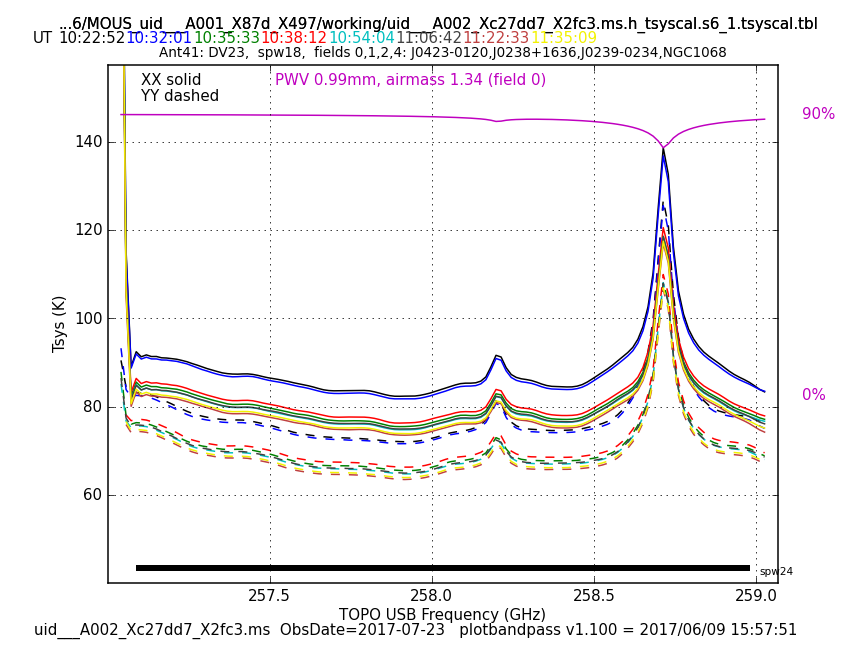 ...6/MOUS_uid___A001_X87d_X497/working/uid___A002_Xc27dd7_X2fc3.ms.h_tsyscal.s6_1.tsyscal.tbl
UT 10:22:52 10:32:01 10:35:33 10:38:12 10:54:04 11:06:42 11:22:33 11:35:09
Ant41: DV23, spw18, fields 0,1,2,4: J0423-0120,J0238+1636,J0239-0234,NGC1068
XX solid PWV 0.99mm, airmass 1.34 (field 0)
YY dashed
90%
0%
140
120
100
80
60
Tsys (K)
spw24
257.5 258.0 258.5 259.0
TOPO USB Frequency (GHz)
uid___A002_Xc27dd7_X2fc3.ms ObsDate=2017-07-23 plotbandpass v1.100 = 2017/06/09 15:57:51